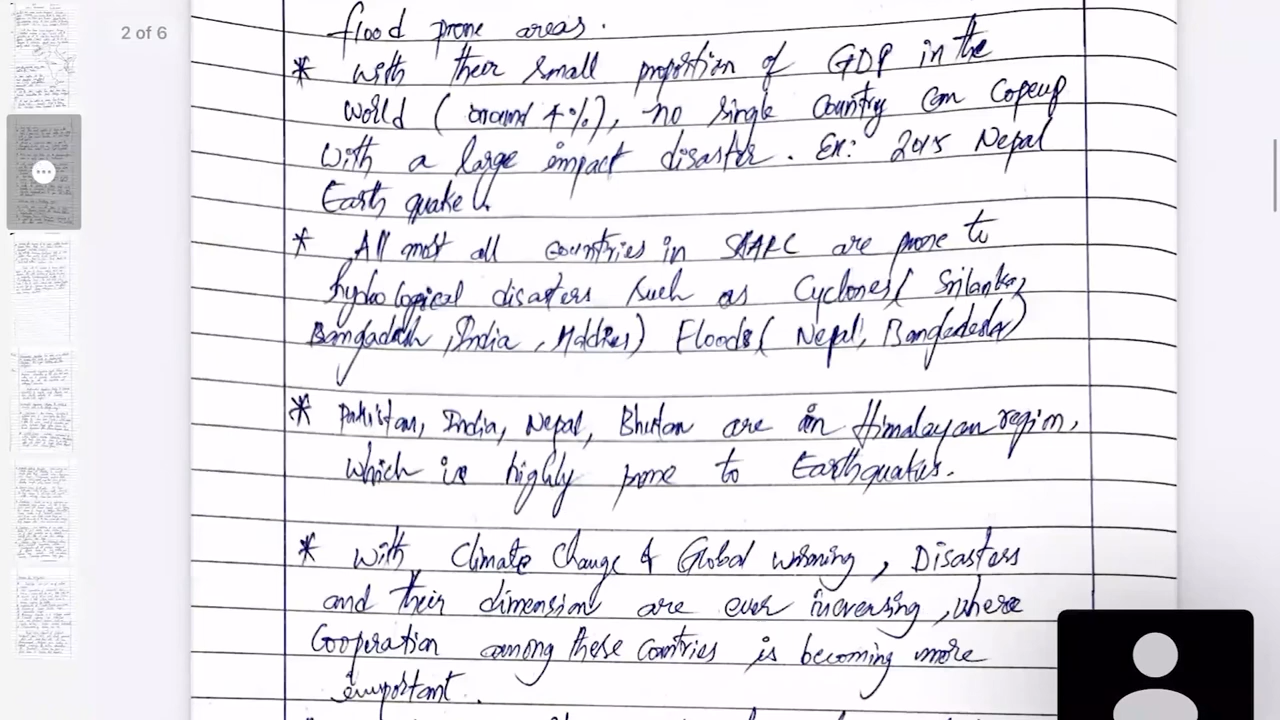 2 of 6
flood prone areas.
* With their small proportion of GDP in the
world (around 4%), no single country can copeup
with a large impact disaster. Ex: 2015 Nepal
Earth quake
* All most all countries in SAARC are prone to
hydrological disasters such as Cyclones( Srilanka,
Bangadesh, India, Maldives) Floods( Nepal, Bangladesh)
* Pakistan, India, Nepal, Bhutan are in Himalayan region,
which is highly prone to Earthquakes.
* With Climate Change & Global warming, Disasters
and their Dimensions are ever, where
Cooperation among these countries is becoming more
important.